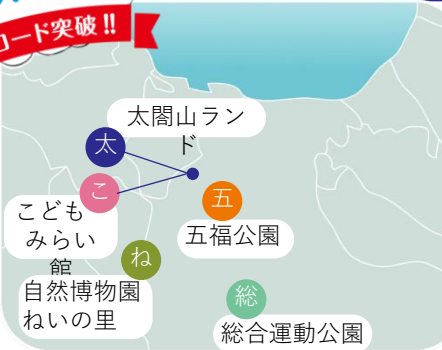 ード突破!!
太閤山ラン
ド
太
こ
こども
みらい
館
五
五福公園
ね
自然博物園
ねいの里
総
総合運動公園